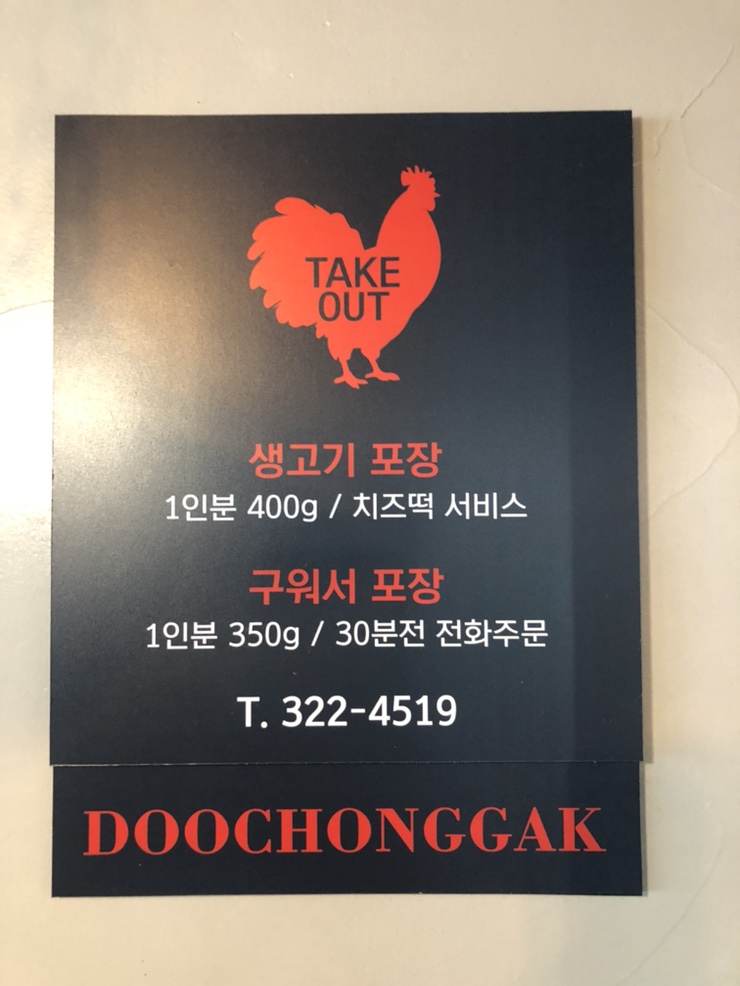 TAKE
OUT
생고기 포장
1인분 400g / 치즈떡 서비스
구워서 포장
1인분 350g / 30분전 전화주문
T. 322-4519
DOOCHONGGAK